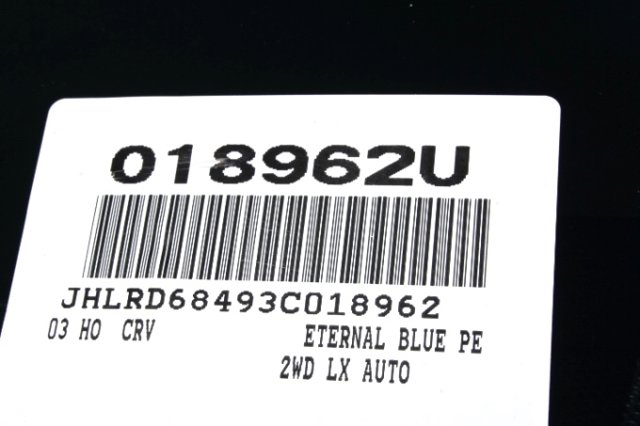 018962U
JHLRD68493C018962
03 HO CRV ETERNAL BLUE PE
2WD LX AUTO